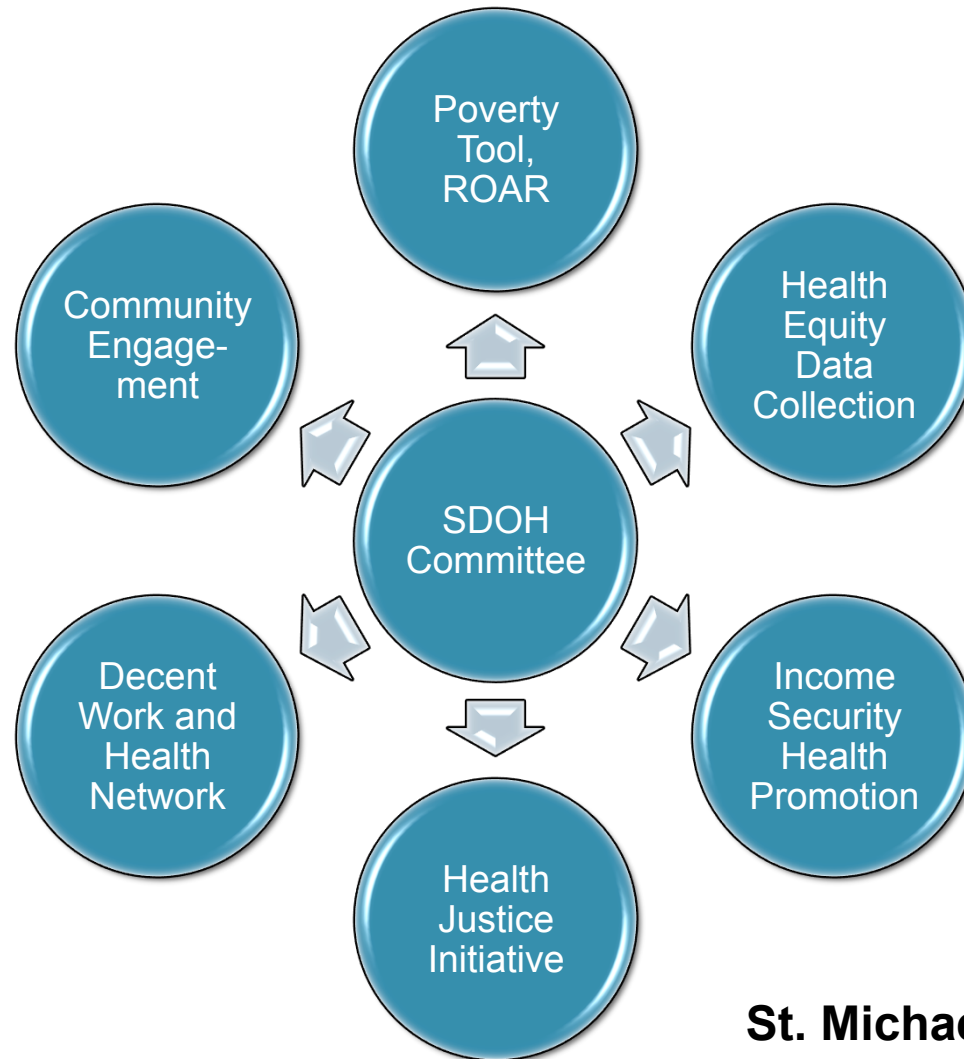 Poverty
Tool,
ROAR
Health
Equity
Data
Collection
Income
Security
Health
Promotion
Health
Justice
Initiative
Decent
Work and
Health
Network
Community
Engage-
ment
SDOH
Committee
St.